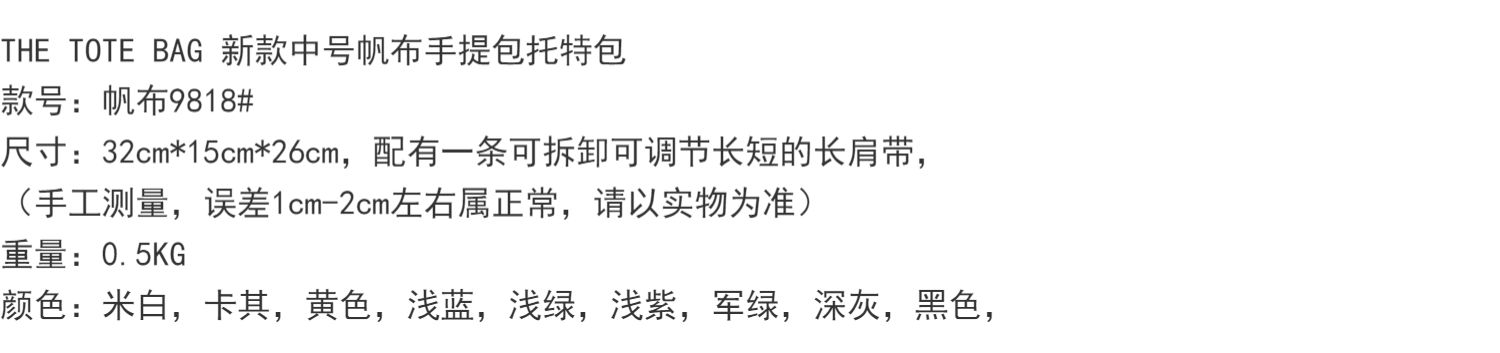 THE TOTE BAG 新款中号帆布手提包托特包
款号：帆布9818#
尺寸：32cm*15cm*26cm，配有一条可拆卸可调节长短的长肩带，
（手工测量，误差1cm-2cm左右属正常，请以实物为准）
重量：0.5KG
颜色：米白，卡其，黄色，浅蓝，浅绿，浅紫，军绿，深灰，黑色，